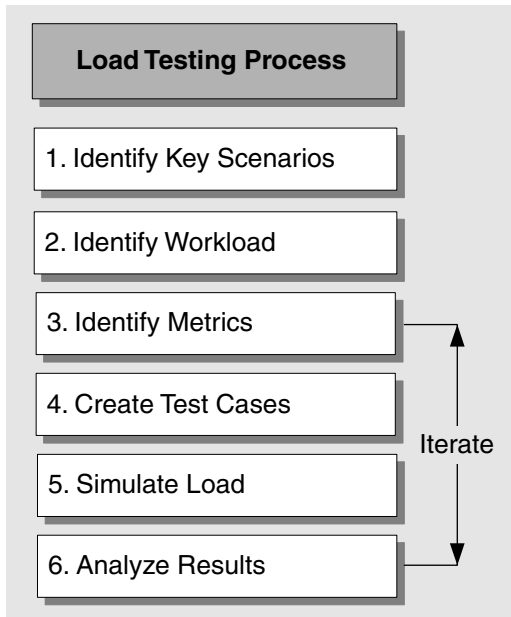 Load Testing Process
1. Identify Key Scenarios
2. Identify Workload
3. Identify Metrics
4. Create Test Cases
Iterate
5. Simulate Load
6. Analyze Results